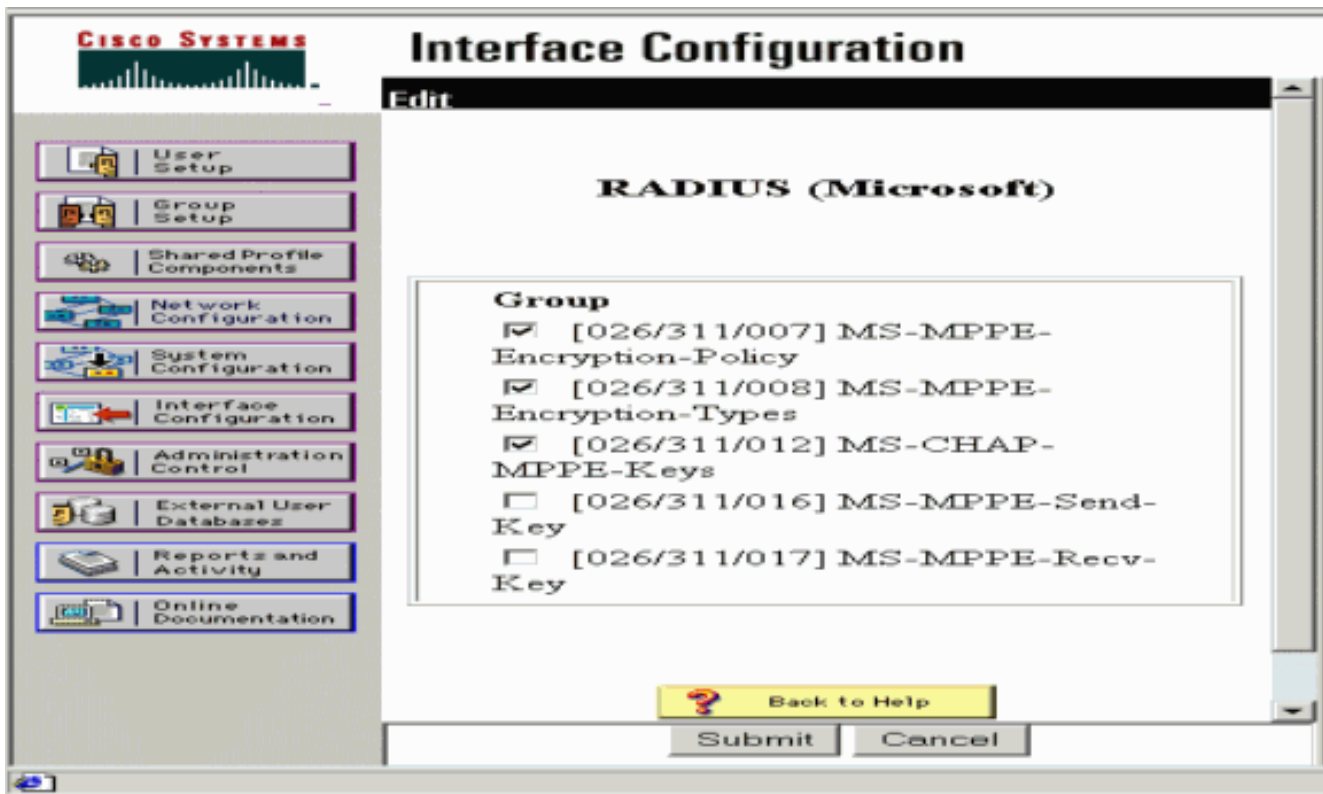 CISCO SYSTEMS
Interface Configuration
Edit
User
Setup
Group
Setup
Shared Profile
Components
Network
Configuration
System
Configuration
Interface
Configuration
Administration
Control
External User
Databases
Reports and
Activity
Online
Documentation
RADIUS (Microsoft)
Group
[026/311/007] MS-MPPE-
Encryption-Policy
[026/311/008] MS-MPPE-
Encryption-Types
[026/311/012] MS-CHAP-
MPPE-Keys
[026/311/016] MS-MPPE-Send-
Key
[026/311/017] MS-MPPE-Recv-
Key
? Back to Help
Submit Cancel